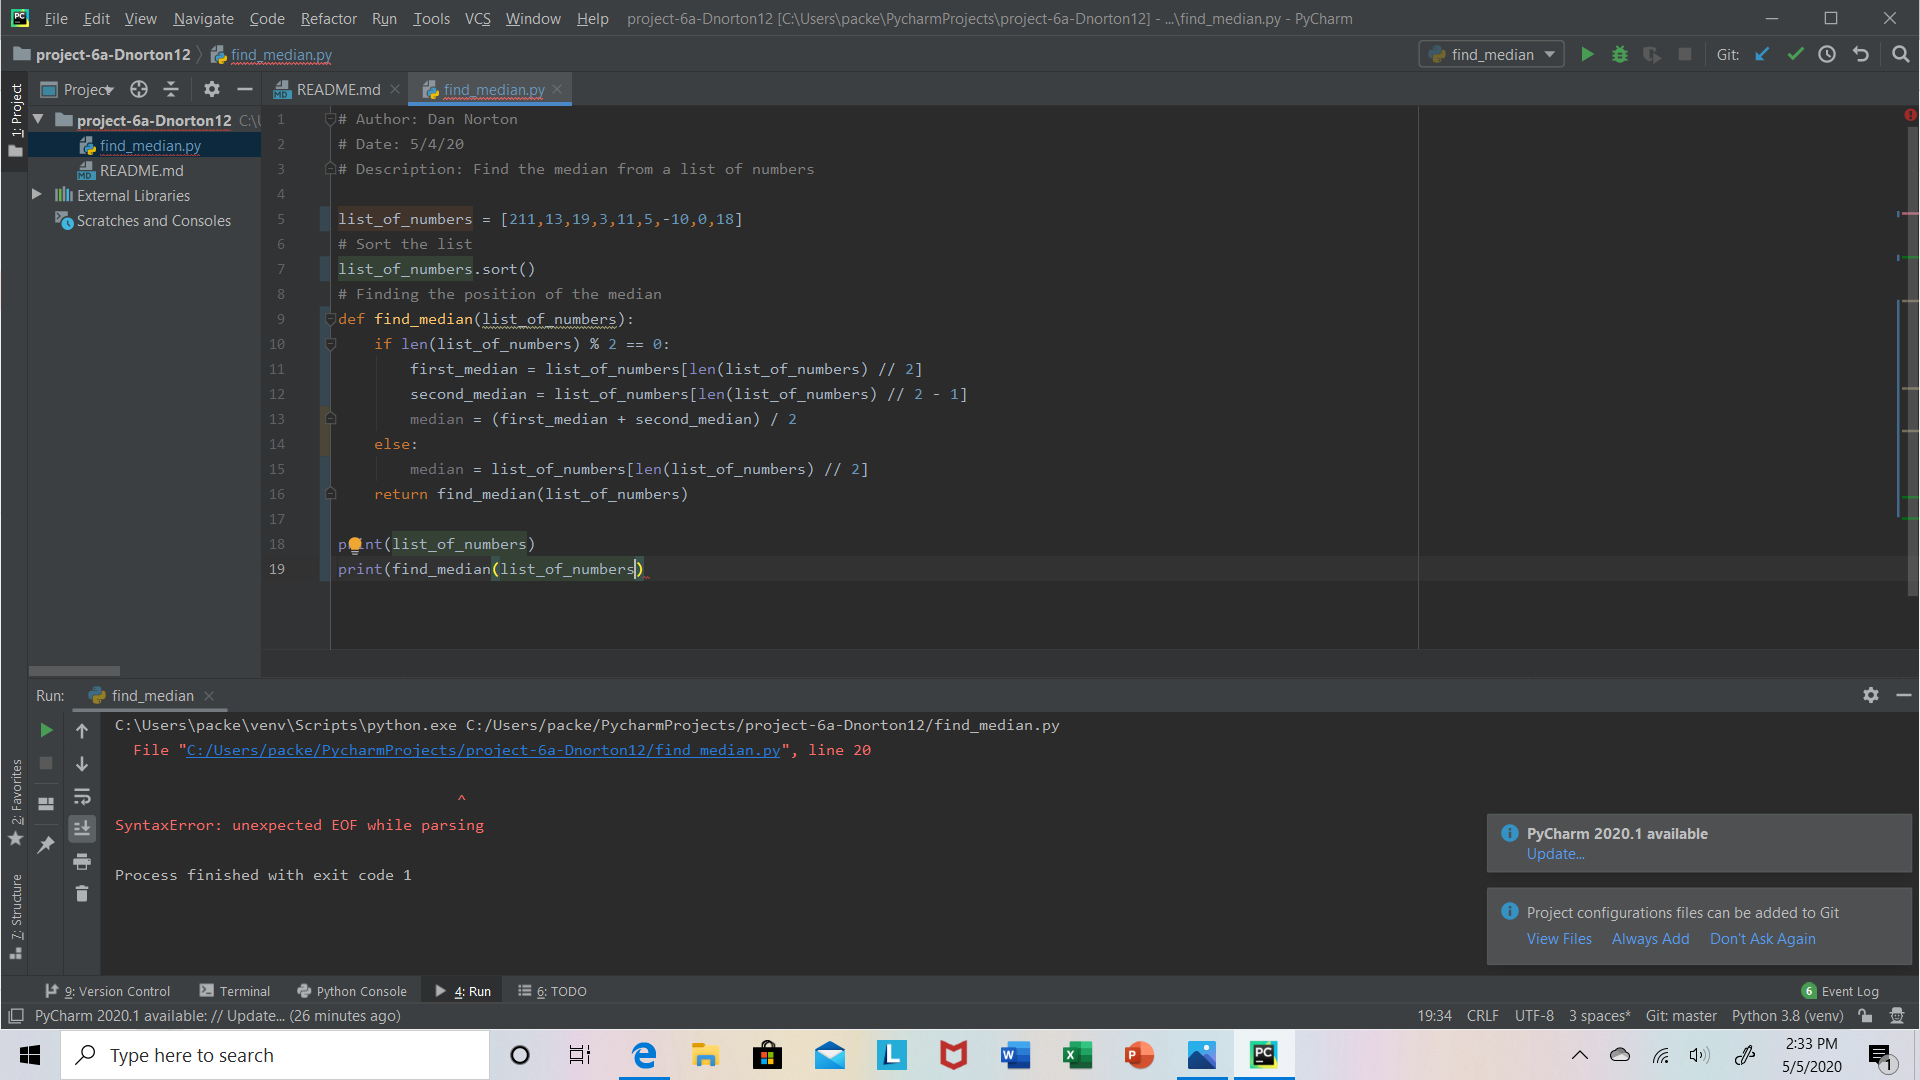 File Edit View Navigate Code Refactor Run Tools VCS Window Help project-6a-Dnorton12 [C:\Users\packe\PycharmProjects\project-6a-Dnorton12] - ...\find_median.py - PyCharm
project-6a-Dnorton12 find_median.py
find_median
Git:
1: Project
Project
README.md
find_median.py
project-6a-Dnorton12 C:\U
find_median.py
README.md
External Libraries
Scratches and Consoles
1 # Author: Dan Norton
2 # Date: 5/4/20
3 # Description: Find the median from a list of numbers
4
5 list_of_numbers = [211,13,19,3,11,5,-10,0,18]
6 # Sort the list
7 list_of_numbers.sort()
8 # Finding the position of the median
9 def find_median(list_of_numbers):
10     if len(list_of_numbers) % 2 == 0:
11         first_median = list_of_numbers[len(list_of_numbers) // 2]
12         second_median = list_of_numbers[len(list_of_numbers) // 2 - 1]
13         median = (first_median + second_median) / 2
14     else:
15         median = list_of_numbers[len(list_of_numbers) // 2]
16     return find_median(list_of_numbers)
17
18 print(list_of_numbers)
19 print(find_median(list_of_numbers)
Run: find_median
C:\Users\packe\venv\Scripts\python.exe C:/Users/packe/PycharmProjects/project-6a-Dnorton12/find_median.py
File "C:/Users/packe/PycharmProjects/project-6a-Dnorton12/find_median.py", line 20
^
SyntaxError: unexpected EOF while parsing
Process finished with exit code 1
2: Favorites
7: Structure
PyCharm 2020.1 available
Update...
Project configurations files can be added to Git
View Files Always Add Don't Ask Again
9: Version Control Terminal Python Console 4: Run 6: TODO
6 Event Log
PyCharm 2020.1 available: // Update... (26 minutes ago)
19:34 CRLF UTF-8 3 spaces* Git: master Python 3.8 (venv)
Type here to search
2:33 PM
5/5/2020
1